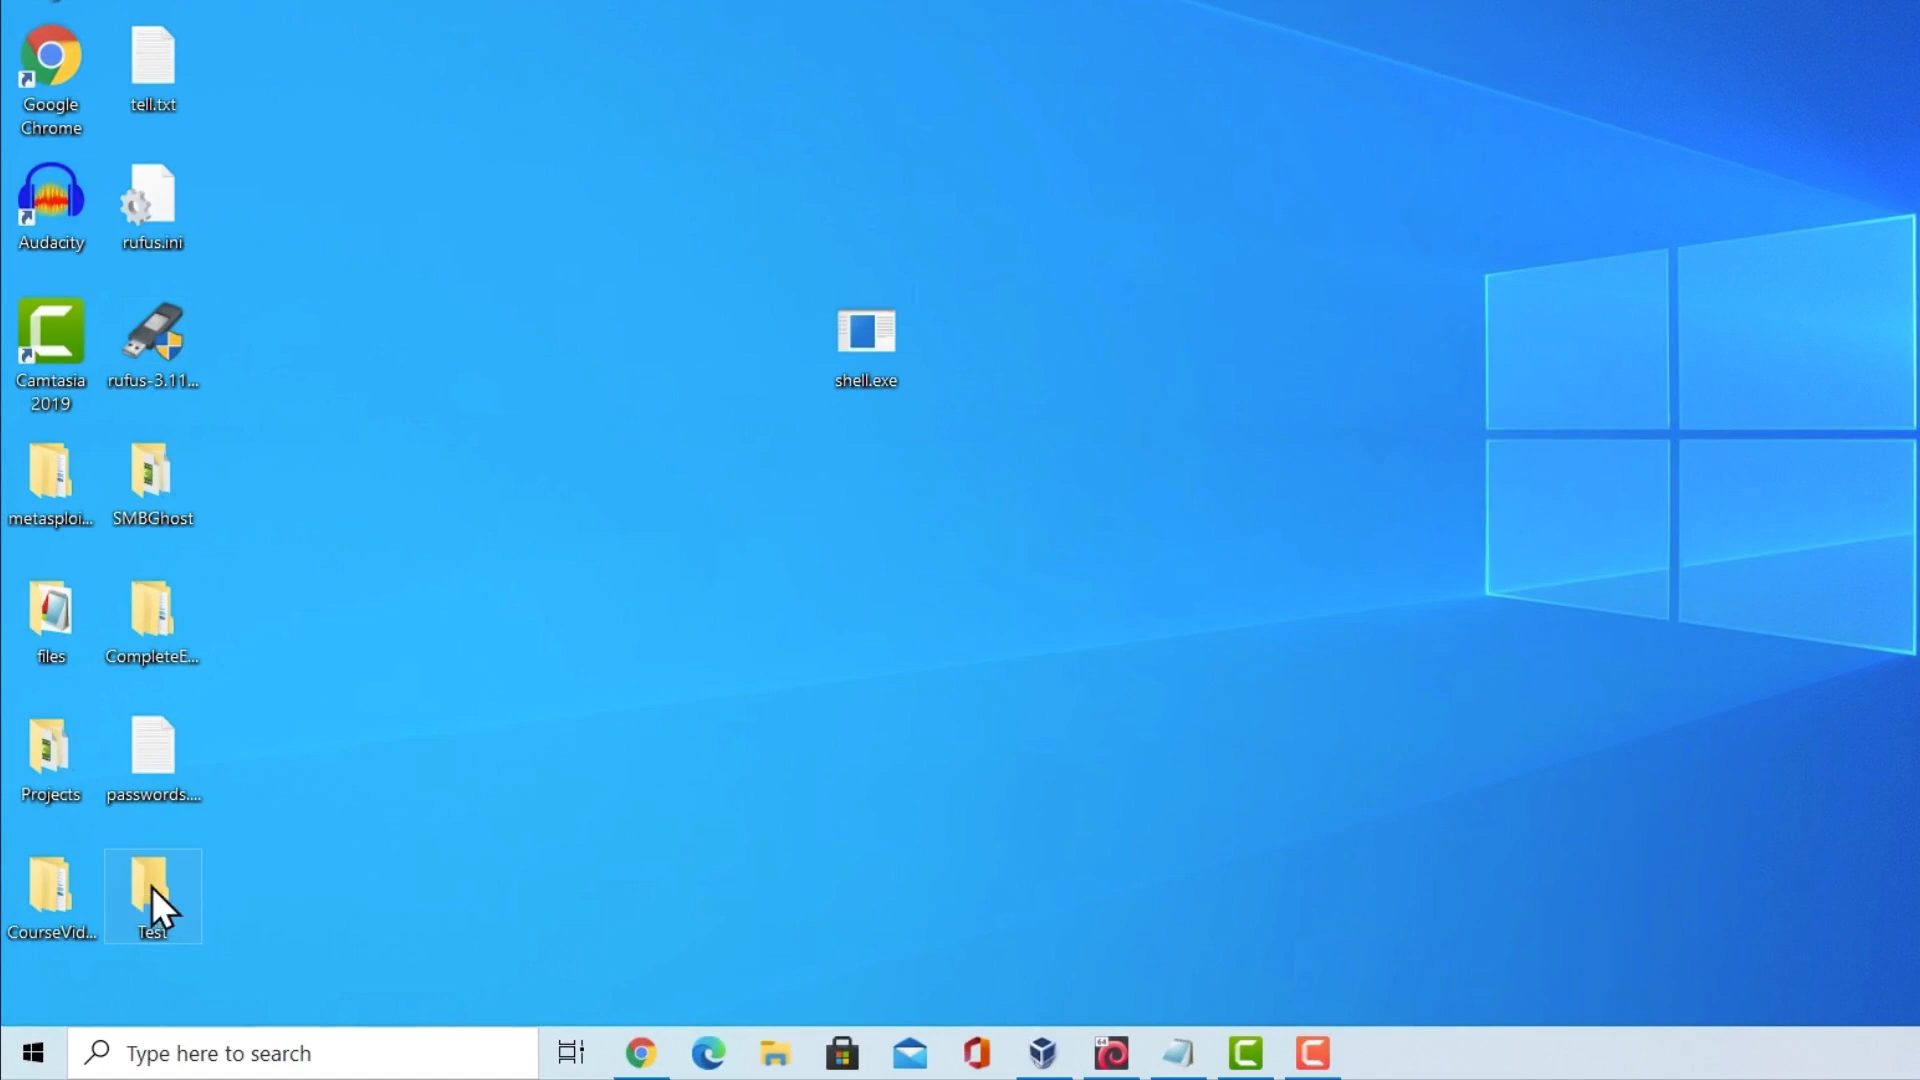 Google
Chrome
tell.txt
Audacity
rufus.ini
Camtasia
2019
rufus-3.11...
shell.exe
metasploi...
SMBGhost
files
CompleteE...
Projects
passwords....
CourseVid...
Test
Type here to search
64